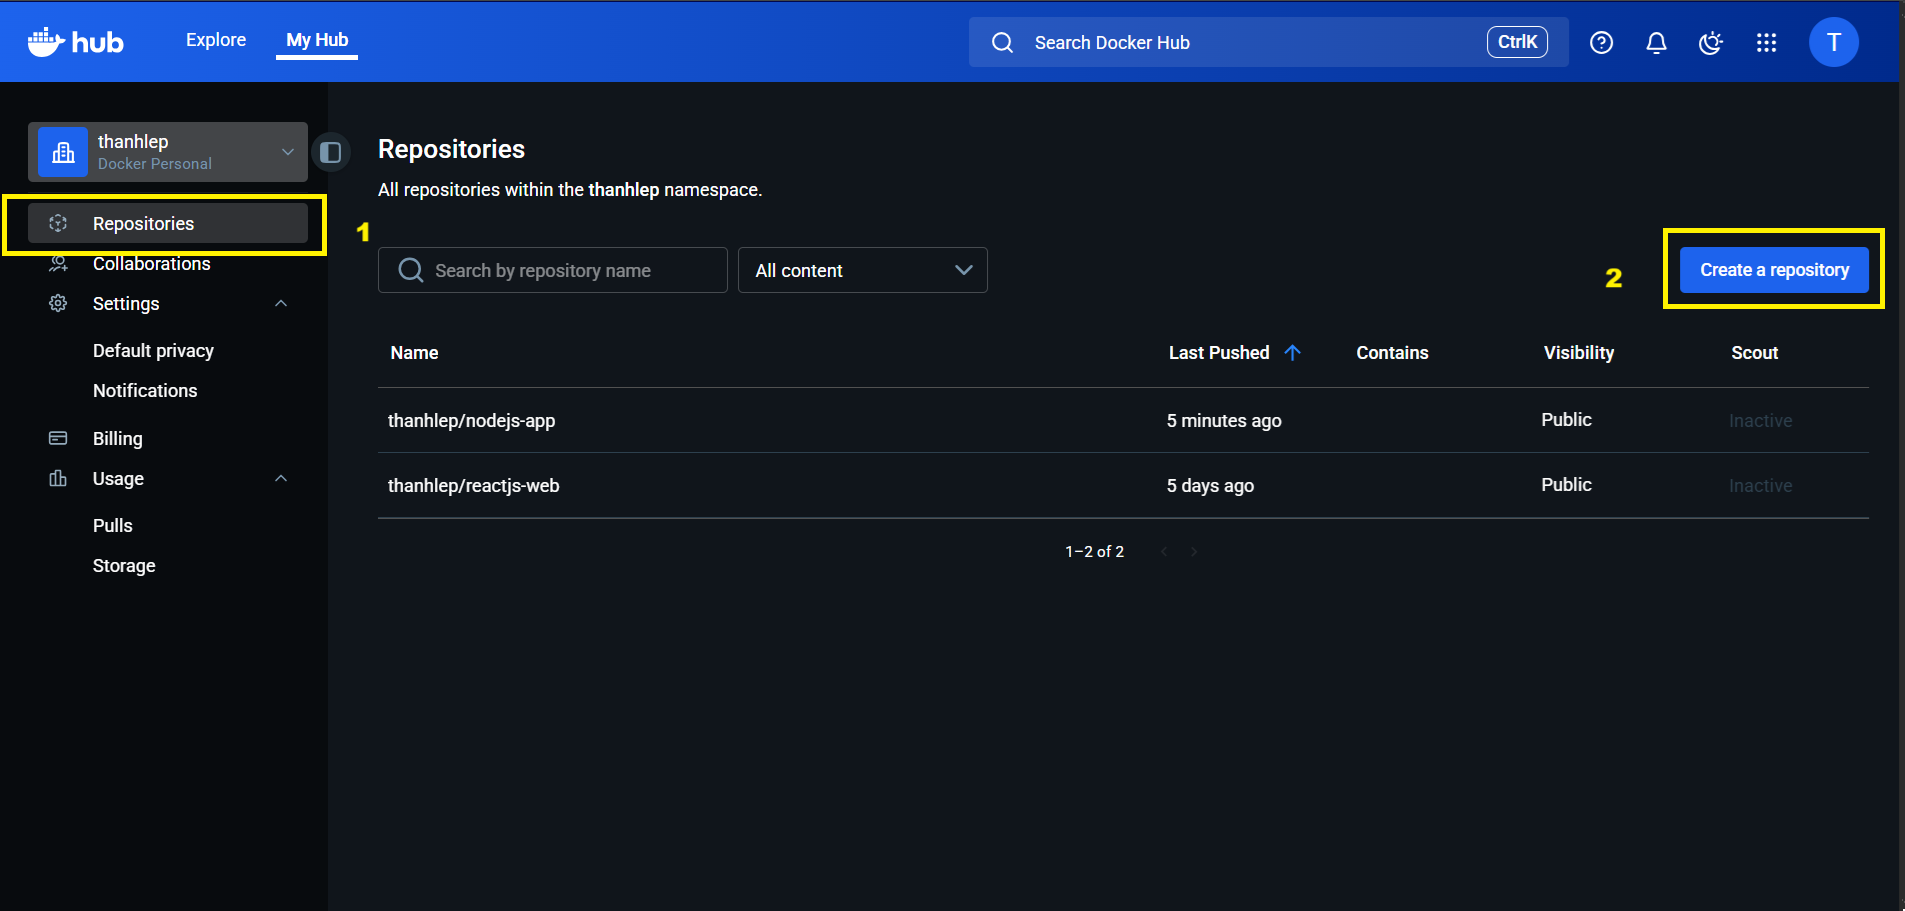 hub
Explore
My Hub
Search Docker Hub
CtrlK
T
thanhlep
Docker Personal
Repositories
Collaborations
Settings
Default privacy
Notifications
Billing
Usage
Pulls
Storage
Repositories
All repositories within the thanhlep namespace.
1
Search by repository name
All content
2
Create a repository
Name
Last Pushed
Contains
Visibility
Scout
thanhlep/nodejs-app
5 minutes ago
Public
Inactive
thanhlep/reactjs-web
5 days ago
Public
Inactive
1–2 of 2